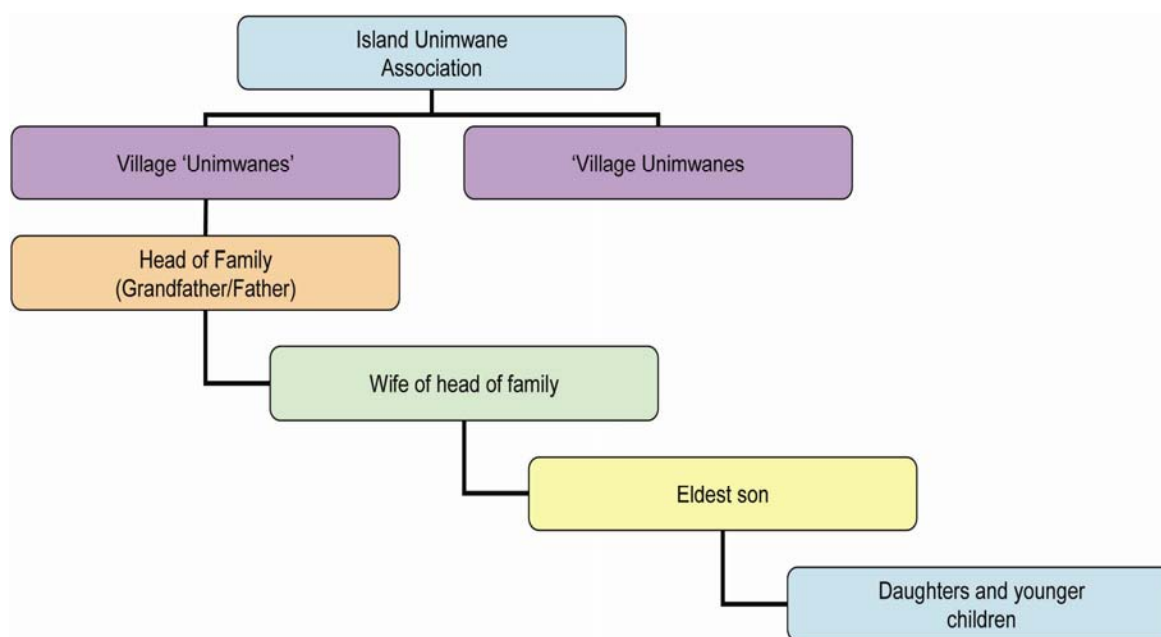 Island Unimwane
Association
Village ‘Unimwanes’
‘Village Unimwanes
Head of Family
(Grandfather/Father)
Wife of head of family
Eldest son
Daughters and younger
children